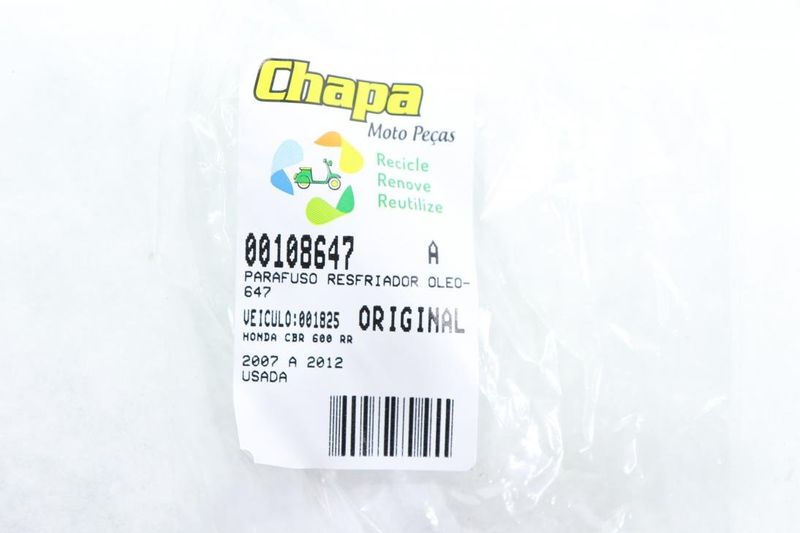 Chapa
Moto Peças
Recicle
Renove
Reutilize
00108647 A
PARAFUSO RESFRIADOR OLEO-
647
VEICULO:001825 ORIGINAL
HONDA CBR 600 RR
2007 A 2012
USADA